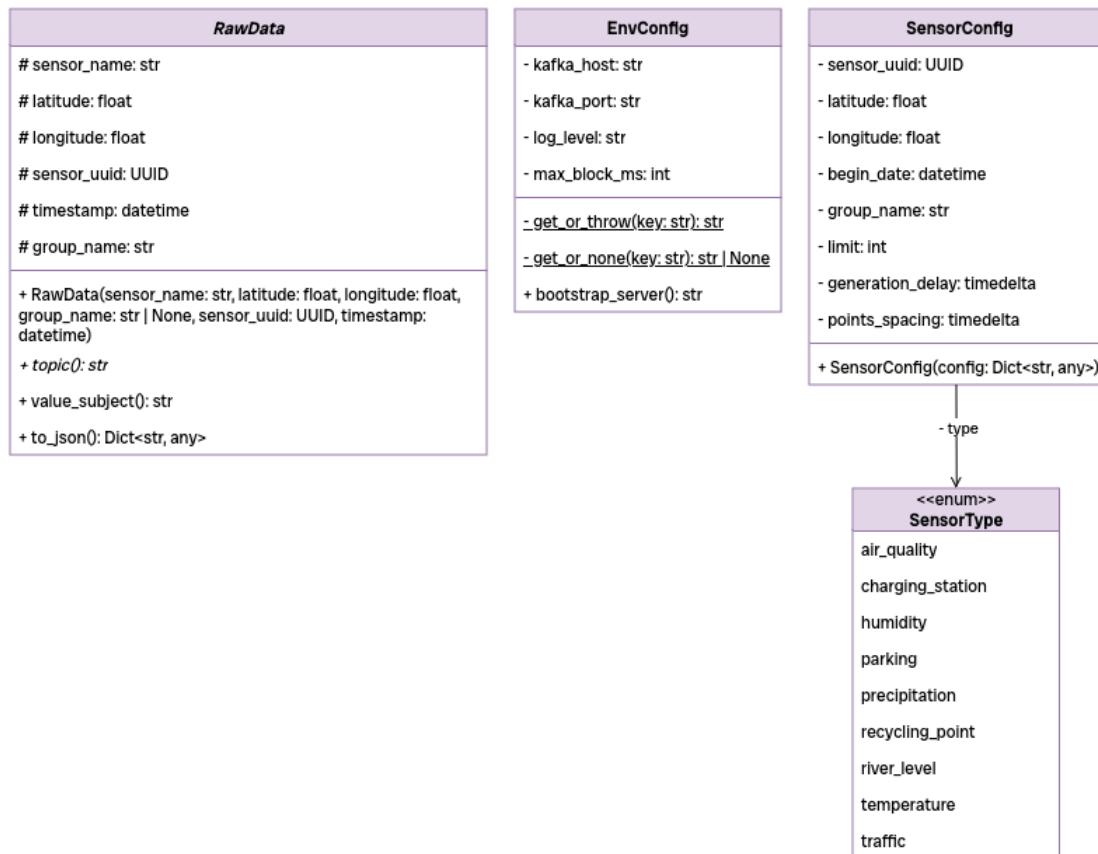 RawData
# sensor_name: str
# latitude: float
# longitude: float
# sensor_uuid: UUID
# timestamp: datetime
# group_name: str
+ RawData(sensor_name: str, latitude: float, longitude: float,
group_name: str | None, sensor_uuid: UUID, timestamp:
datetime)
+ topic(): str
+ value_subject(): str
+ to_json(): Dict<str, any>
EnvConfig
- kafka_host: str
- kafka_port: str
- log_level: str
- max_block_ms: int
- get_or_throw(key: str): str
- get_or_none(key: str): str | None
+ bootstrap_server(): str
SensorConfig
- sensor_uuid: UUID
- latitude: float
- longitude: float
- begin_date: datetime
- group_name: str
- limit: int
- generation_delay: timedelta
- points_spacing: timedelta
+ SensorConfig(config: Dict<str, any>)
- type
<<enum>>
SensorType
air_quality
charging_station
humidity
parking
precipitation
recycling_point
river_level
temperature
traffic